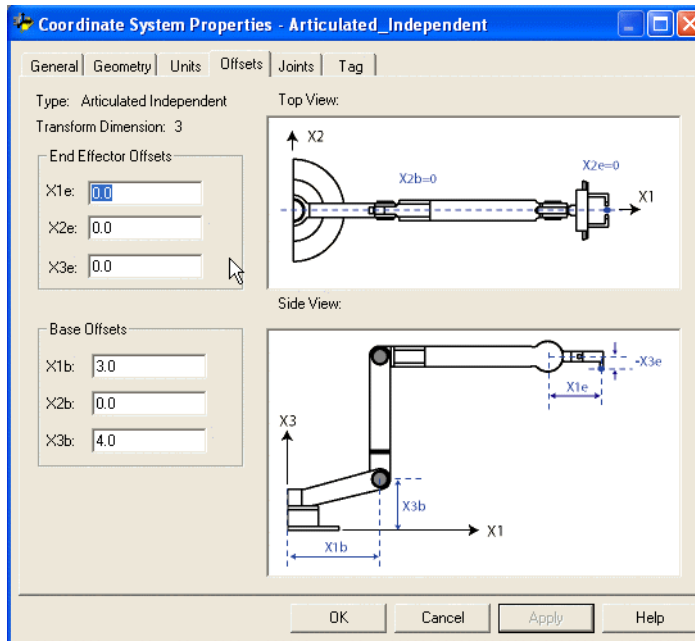 Coordinate System Properties - Articulated_Independent
General Geometry Units Offsets Joints Tag
Type: Articulated Independent
Transform Dimension: 3
End Effector Offsets
X1e: 0.0
X2e: 0.0
X3e: 0.0
Base Offsets
X1b: 3.0
X2b: 0.0
X3b: 4.0
Top View:
X2
X2b=0
X2e=0
X1
Side View:
-X3e
X1e
X3
X3b
X1
X1b
OK Cancel Apply Help